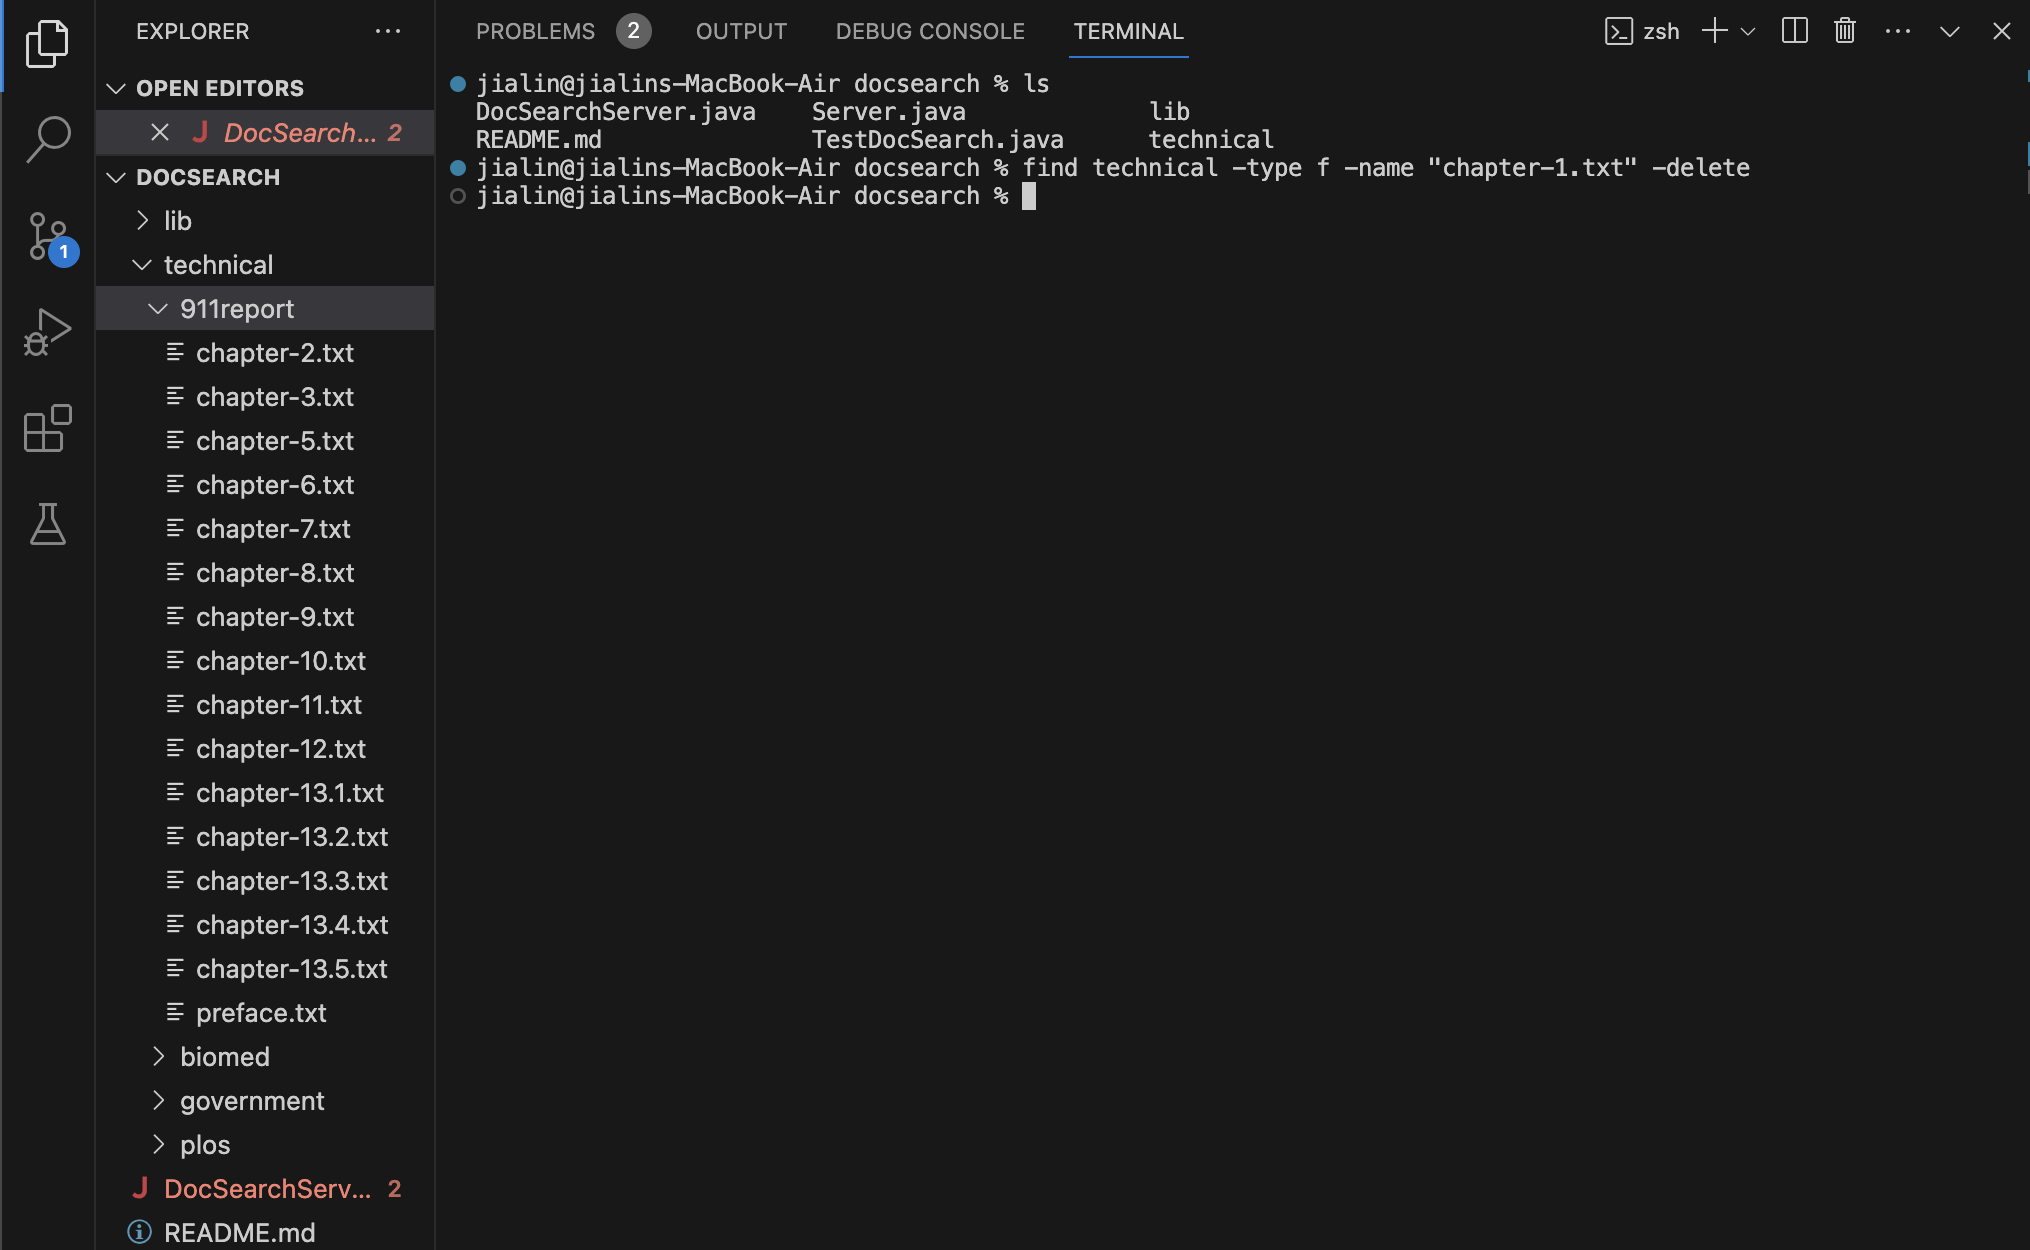 EXPLORER
OPEN EDITORS
DocSearch... 2
DOCSEARCH
lib
technical
911report
chapter-2.txt
chapter-3.txt
chapter-5.txt
chapter-6.txt
chapter-7.txt
chapter-8.txt
chapter-9.txt
chapter-10.txt
chapter-11.txt
chapter-12.txt
chapter-13.1.txt
chapter-13.2.txt
chapter-13.3.txt
chapter-13.4.txt
chapter-13.5.txt
preface.txt
biomed
government
plos
J DocSearchServ... 2
README.md
1
PROBLEMS 2 OUTPUT DEBUG CONSOLE TERMINAL zsh
jialin@jialins-MacBook-Air docsearch % ls
DocSearchServer.java Server.java lib
README.md TestDocSearch.java technical
jialin@jialins-MacBook-Air docsearch % find technical -type f -name "chapter-1.txt" -delete
jialin@jialins-MacBook-Air docsearch %